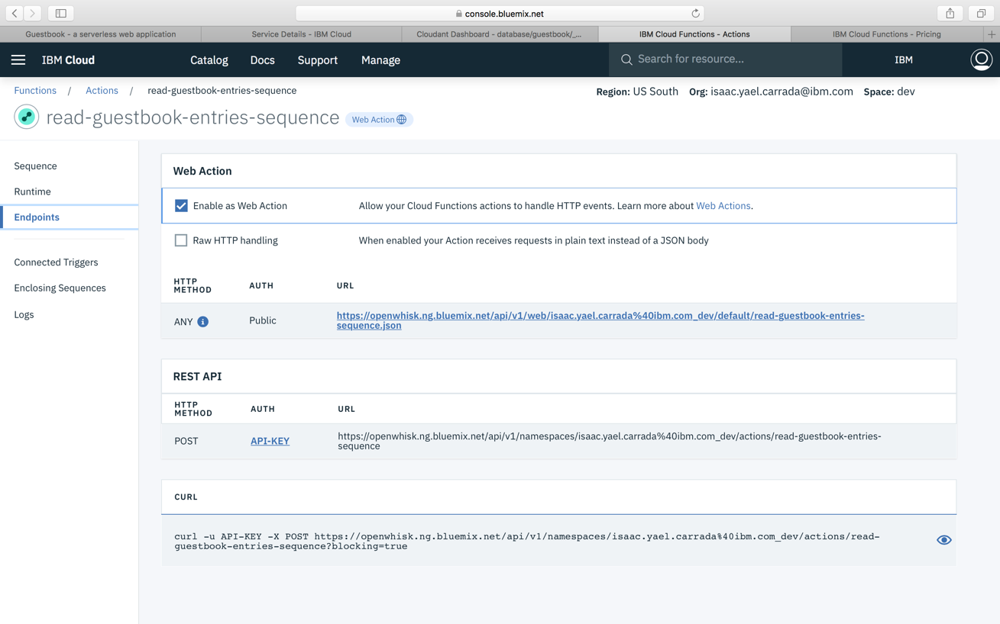 console.bluemix.net
Guestbook - a serverless web application
Service Details - IBM Cloud
Cloudant Dashboard - database/guestbook/_...
IBM Cloud Functions - Actions
IBM Cloud Functions - Pricing
IBM Cloud
Catalog
Docs
Support
Manage
Search for resource...
IBM
Functions / Actions / read-guestbook-entries-sequence
Region: US South Org: isaac.yael.carrada@ibm.com Space: dev
read-guestbook-entries-sequence
Web Action
Sequence
Runtime
Endpoints
Connected Triggers
Enclosing Sequences
Logs
Web Action
Enable as Web Action
Allow your Cloud Functions actions to handle HTTP events. Learn more about Web Actions.
Raw HTTP handling
When enabled your Action receives requests in plain text instead of a JSON body
HTTP
METHOD
AUTH
URL
ANY
Public
https://openwhisk.ng.bluemix.net/api/v1/web/isaac.yael.carrada%40ibm.com_dev/default/read-guestbook-entries-
sequence.json
REST API
HTTP
METHOD
AUTH
URL
POST
API-KEY
https://openwhisk.ng.bluemix.net/api/v1/namespaces/isaac.yael.carrada%40ibm.com_dev/actions/read-guestbook-entries-
sequence
CURL
curl -u API-KEY -X POST https://openwhisk.ng.bluemix.net/api/v1/namespaces/isaac.yael.carrada%40ibm.com_dev/actions/read-
guestbook-entries-sequence?blocking=true